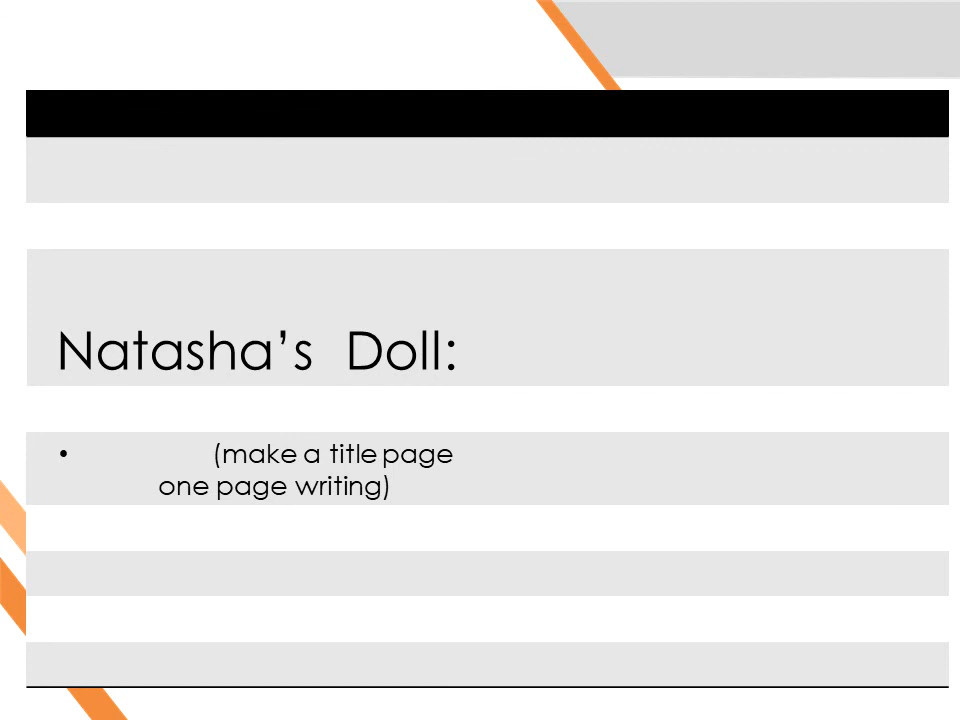 Natasha's Doll:
• (make a title page
one page writing)